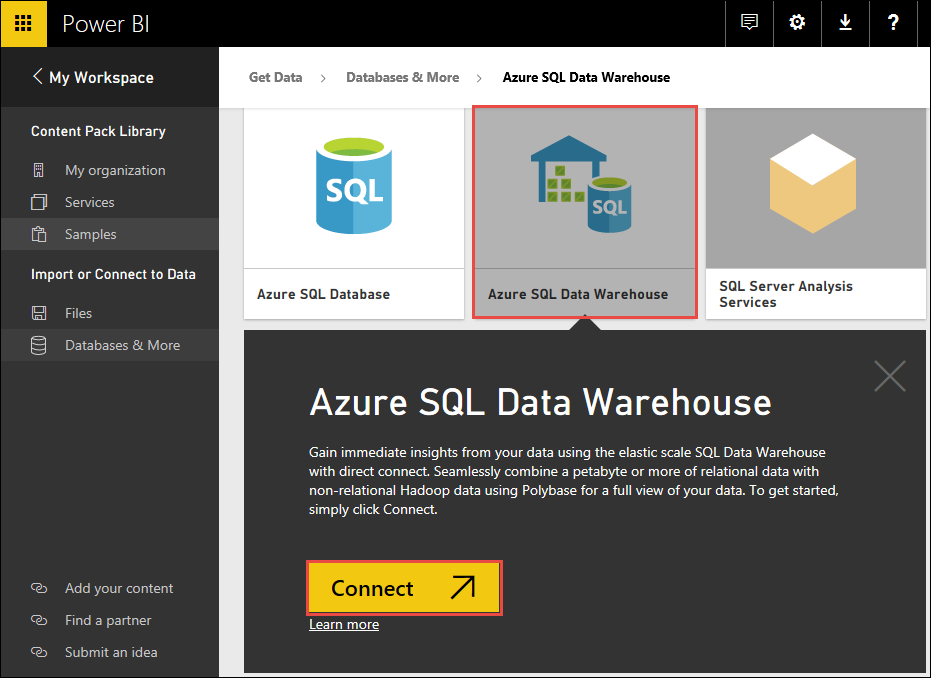 Power BI
?
My Workspace
Get Data > Databases & More > Azure SQL Data Warehouse
Content Pack Library
My organization
Services
Samples
Import or Connect to Data
Files
Databases & More
Add your content
Find a partner
Submit an idea
SQL
Azure SQL Database
SQL
Azure SQL Data Warehouse
SQL Server Analysis
Services
Azure SQL Data Warehouse
Gain immediate insights from your data using the elastic scale SQL Data Warehouse
with direct connect. Seamlessly combine a petabyte or more of relational data with
non-relational Hadoop data using Polybase for a full view of your data. To get started,
simply click Connect.
Connect
Learn more